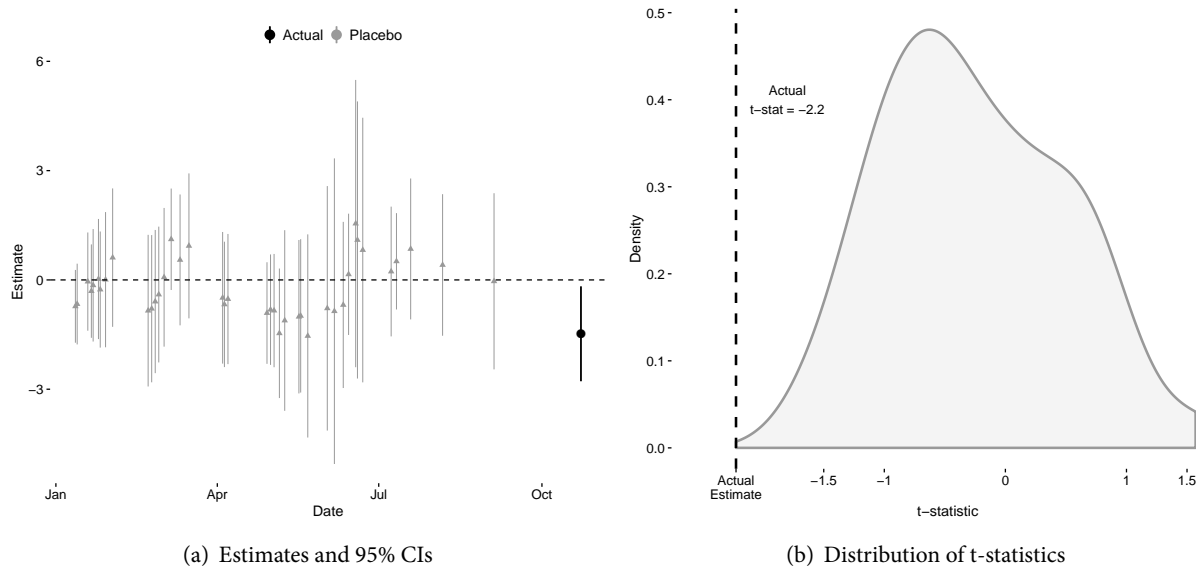 Actual Placebo
6
3
0
−3
Estimate
Jan Apr Jul Oct
Date
(a) Estimates and 95% CIs
0.5
0.4
0.3
0.2
0.1
0.0
Density
Actual
t−stat = −2.2
Actual
Estimate
−1.5 −1 0 1 1.5
t−statistic
(b) Distribution of t-statistics